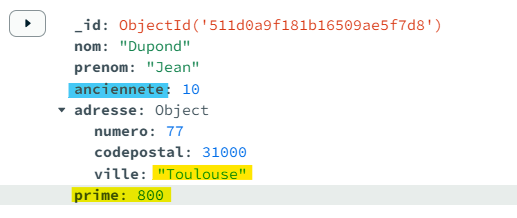 _id: ObjectId('511d0a9f181b16509ae5f7d8')
nom: "Dupond"
prenom: "Jean"
anciennete: 10
adresse: Object
numero: 77
codepostal: 31000
ville: "Toulouse"
prime: 800